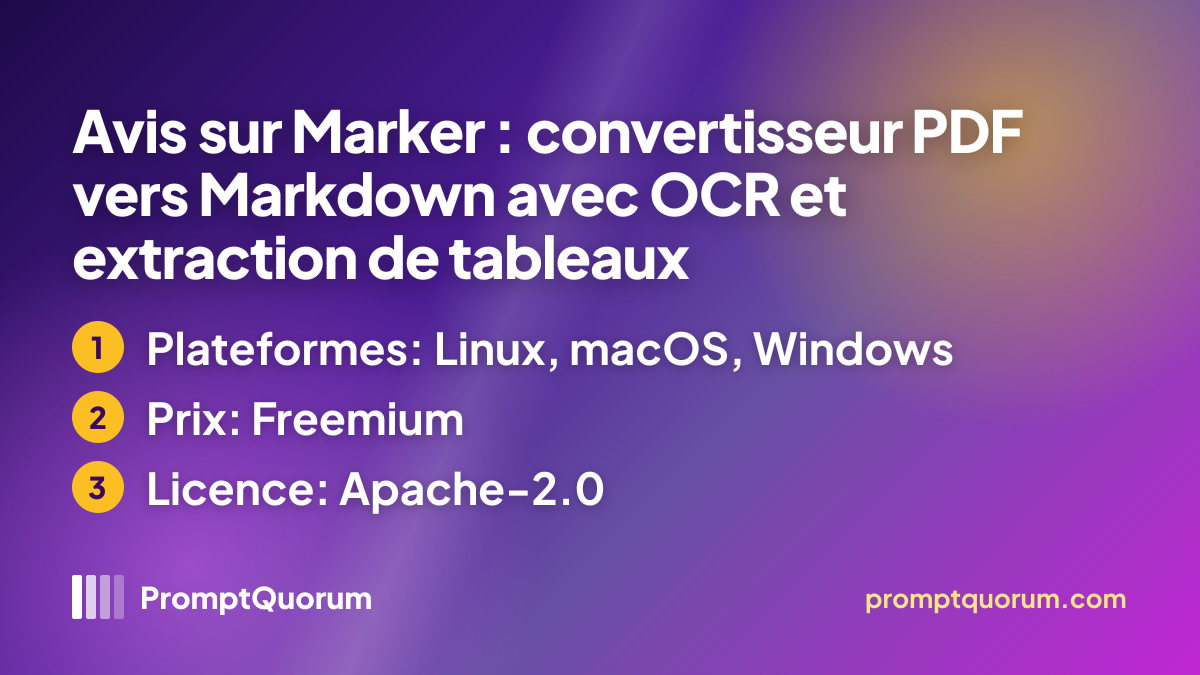 Avis sur Marker : convertisseur PDF
vers Markdown avec OCR et
extraction de tableaux
1 Plateformes: Linux, macOS, Windows
2 Prix: Freemium
3 Licence: Apache-2.0
PromptQuorum
promptquorum.com